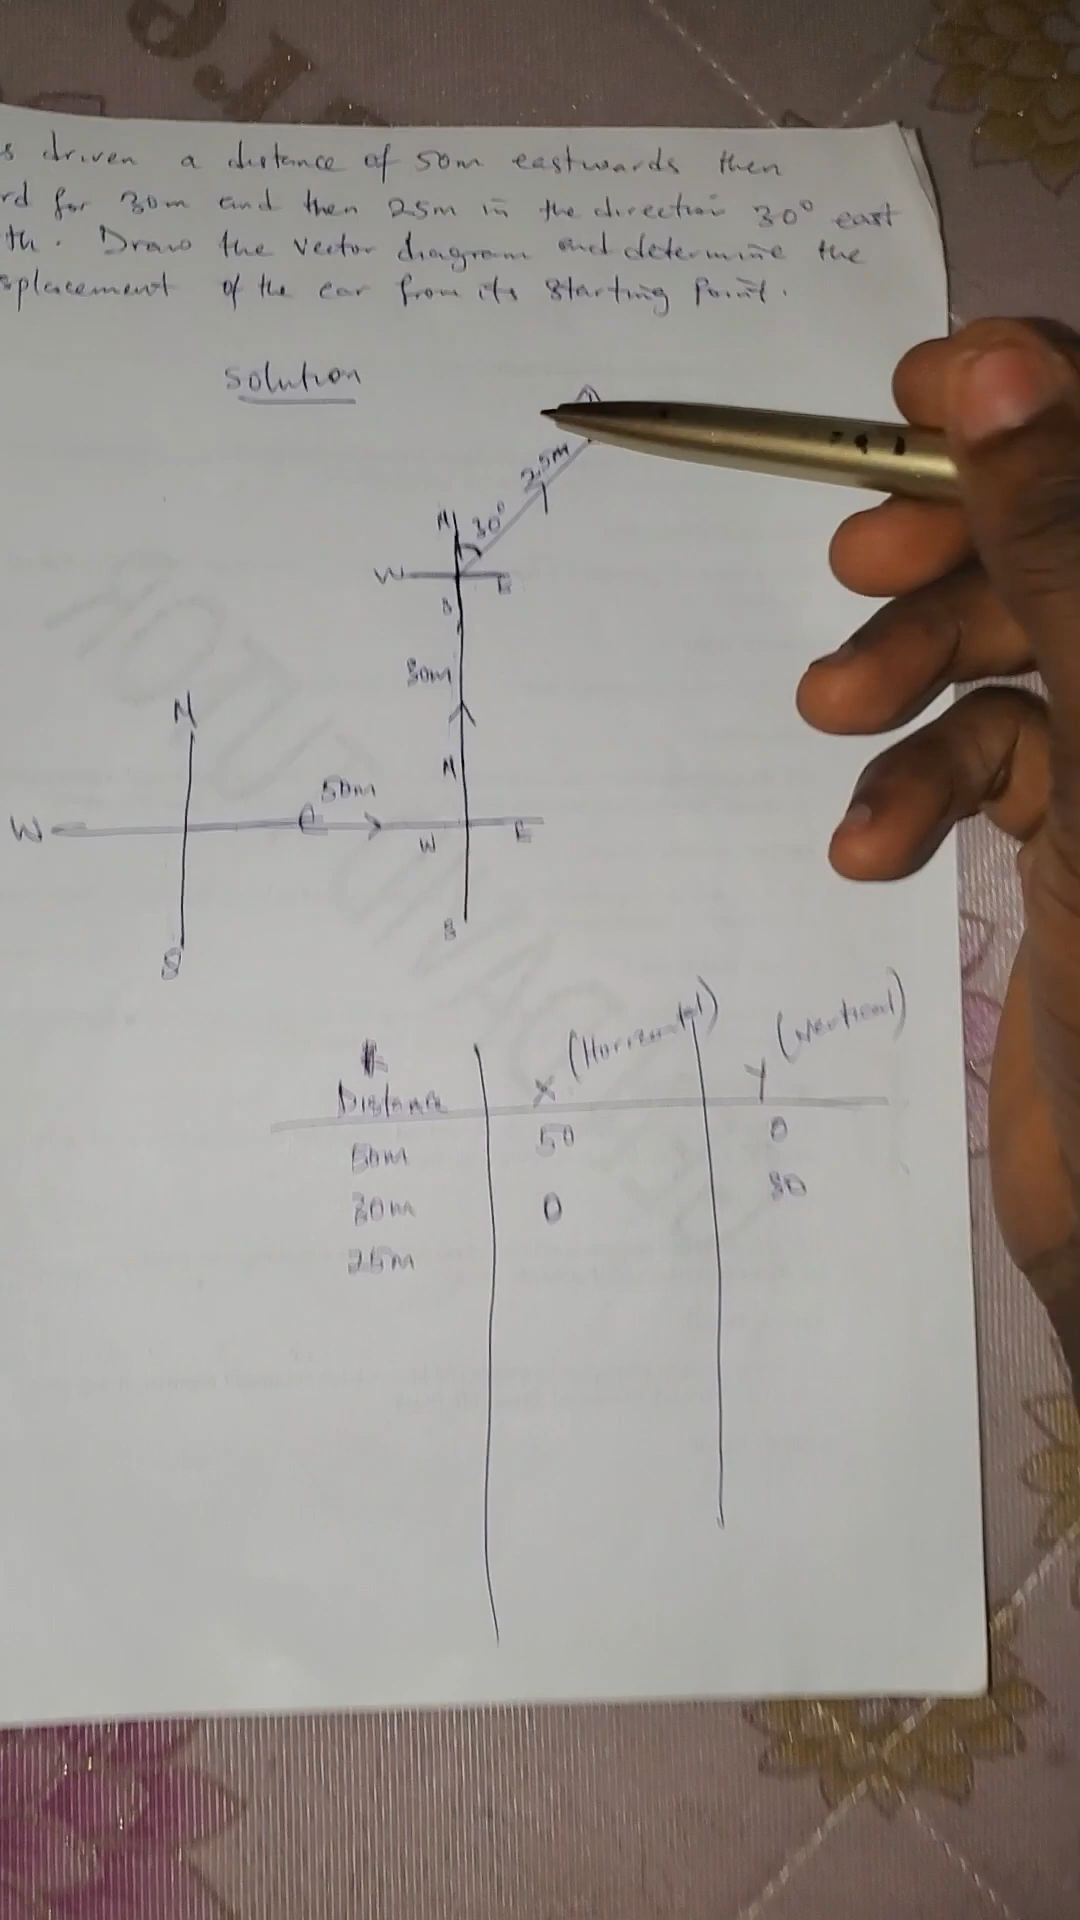 s driven a distance of 50m eastwards then
rd for 30m and then 25m in the direction 30° east
th. Draw the vector diagram and determine the
splacement of the car from its starting point.
Solution
25m
N 30°
W E
S
30m
N
N
50m
W W E
S
S
Distance X (Horizontal) Y (Vertical)
50m 50 0
30m 0 30
25m